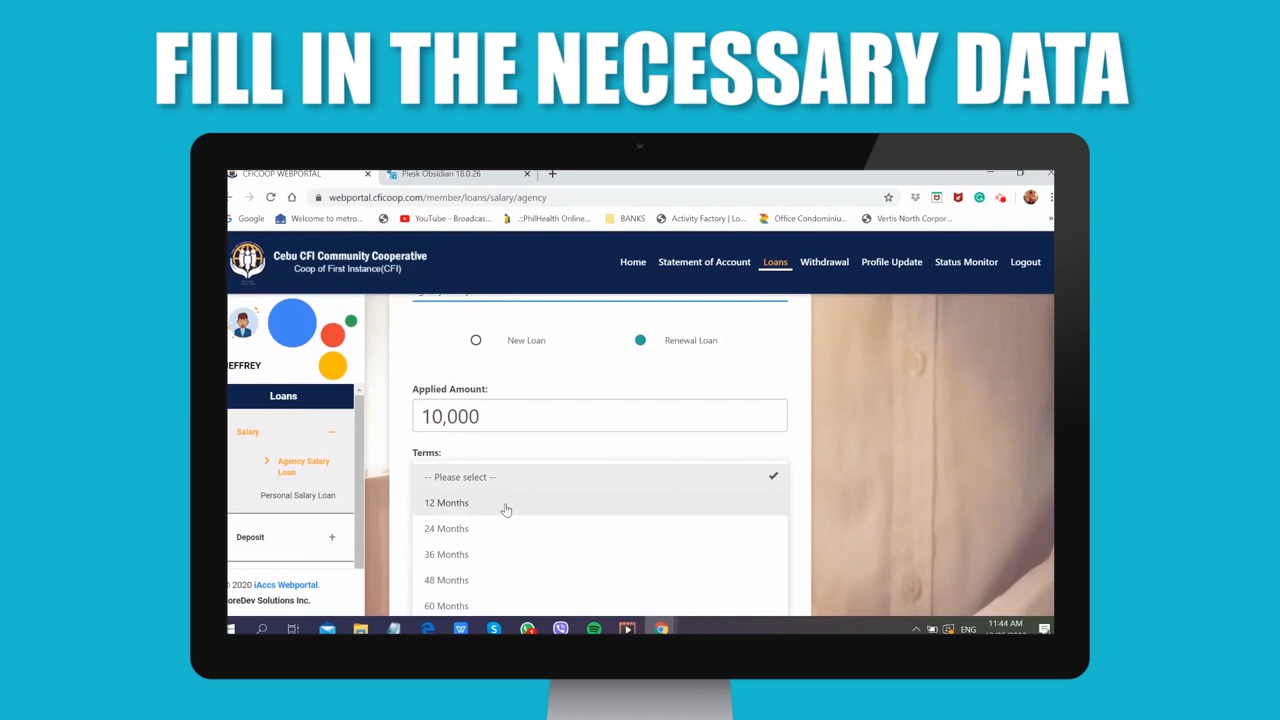 FILL IN THE NECESSARY DATA
CFICOOP WEBPORTAL
Plesk Obsidian 18.0.26
webportal.cficoop.com/member/loans/salary/agency
Google
Welcome to metro...
YouTube - Broadcas...
.::PhilHealth Online...
BANKS
Activity Factory | Lo...
Office Condominiu...
Vertis North Corpor...
»
Cebu CFI Community Cooperative
Coop of First Instance(CFI)
Home
Statement of Account
Loans
Withdrawal
Profile Update
Status Monitor
Logout
EFFREY
Loans
Salary
Agency Salary
Loan
Personal Salary Loan
Deposit
© 2020 iAccs Webportal.
oreDev Solutions Inc.
New Loan
Renewal Loan
Applied Amount:
10,000
Terms:
-- Please select --
12 Months
24 Months
36 Months
48 Months
60 Months
ENG
11:44 AM